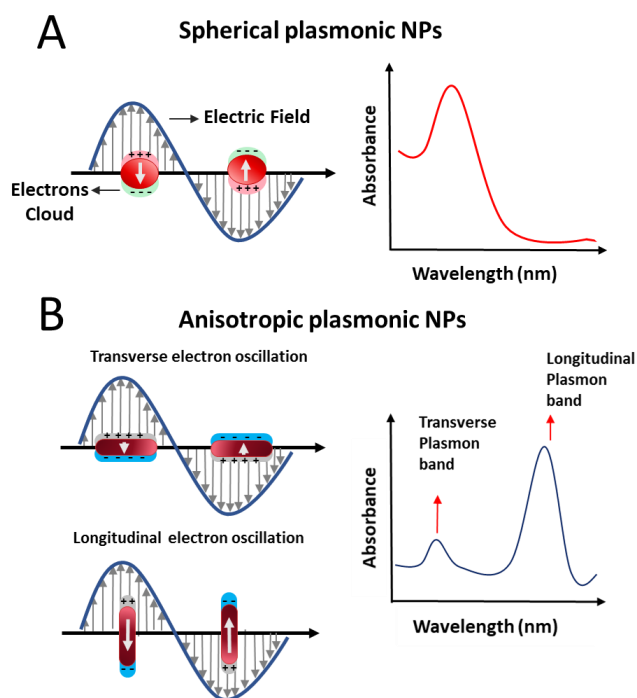 A
Spherical plasmonic NPs
Electric Field
+++
- - -
Electrons
Cloud
- - -
+++
Absorbance
Wavelength (nm)
B
Anisotropic plasmonic NPs
Transverse electron oscillation
+ + + +
- - - - -
- - - - -
+ + + +
Longitudinal electron oscillation
++
- -
- -
++
Longitudinal
Plasmon
band
Transverse
Plasmon
band
Absorbance
Wavelength (nm)